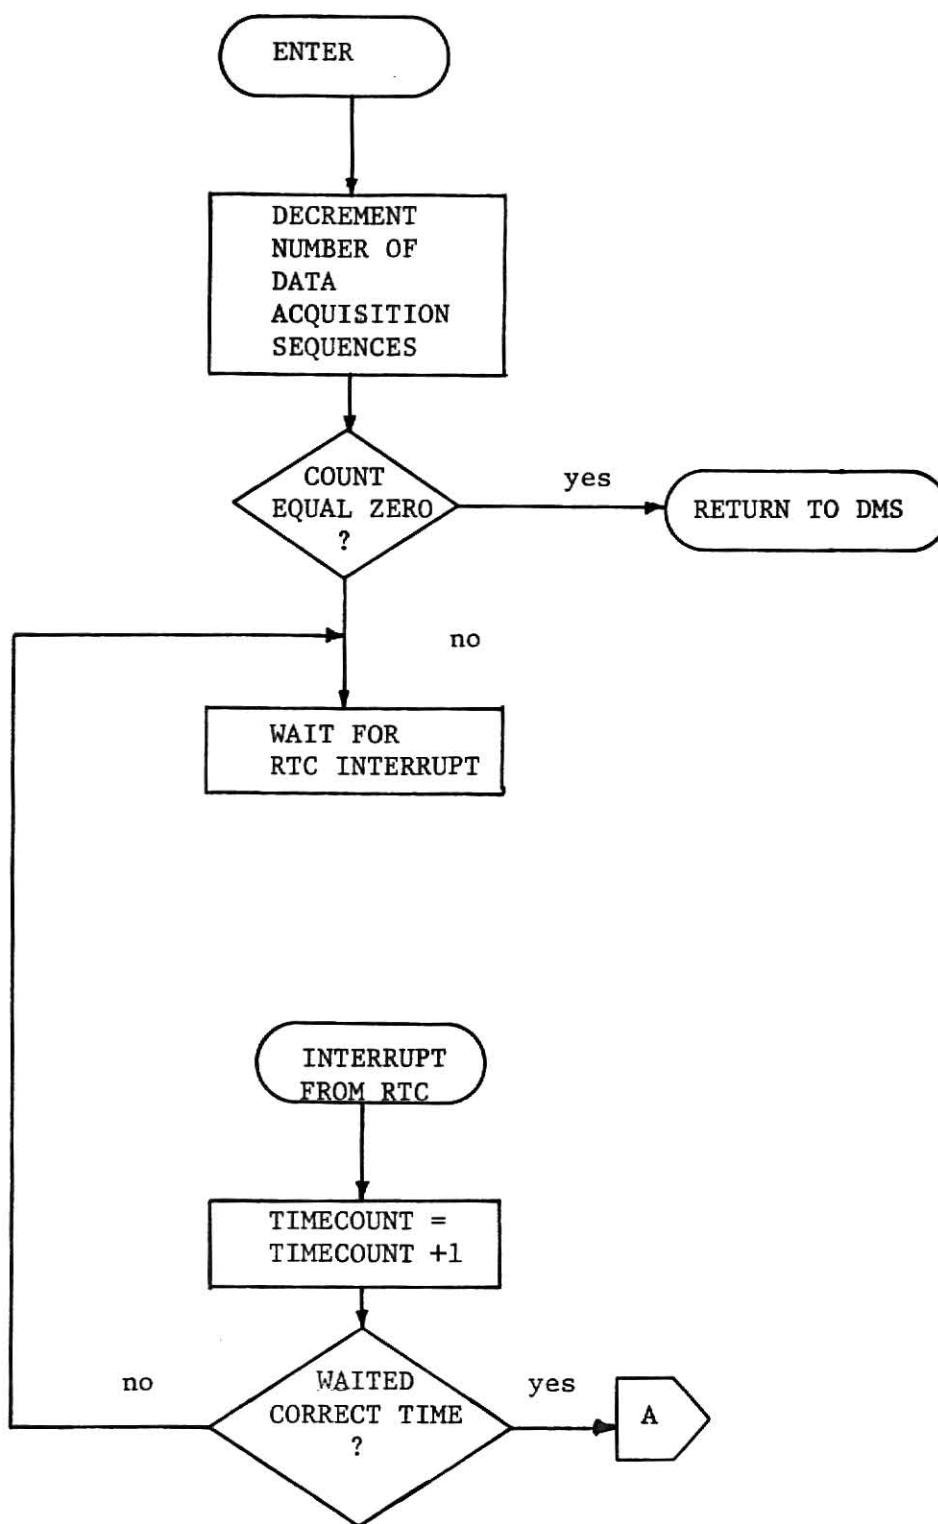 ENTER
DECREMENT
NUMBER OF
DATA
ACQUISITION
SEQUENCES
COUNT
EQUAL ZERO
?
yes
RETURN TO DMS
no
WAIT FOR
RTC INTERRUPT
INTERRUPT
FROM RTC
TIMECOUNT =
TIMECOUNT +1
WAITED
CORRECT TIME
?
no
yes
A